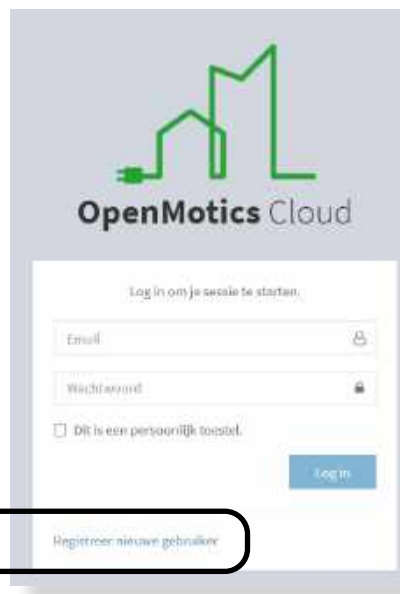 OpenMotics Cloud
Log in om je sessie te starten.
Email
Wachtwoord
Dit is een persoonlijk toestel.
Log in
Registreer nieuwe gebruiker